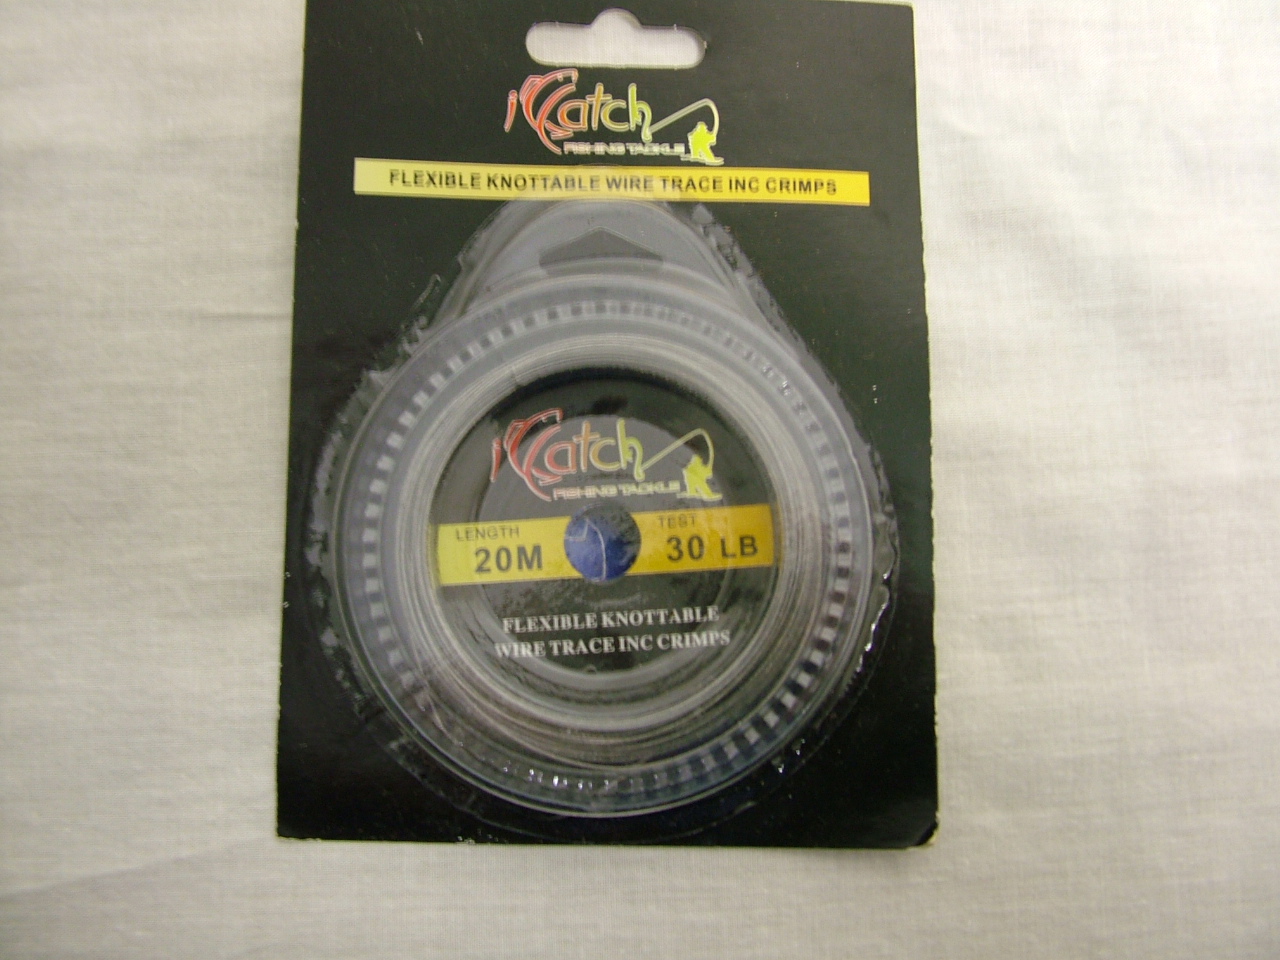 iCatch
FISHING TACKLE
FLEXIBLE KNOTTABLE WIRE TRACE INC CRIMPS
iCatch
FISHING TACKLE
LENGTH
20M
TEST
30 LB
FLEXIBLE KNOTTABLE
WIRE TRACE INC CRIMPS